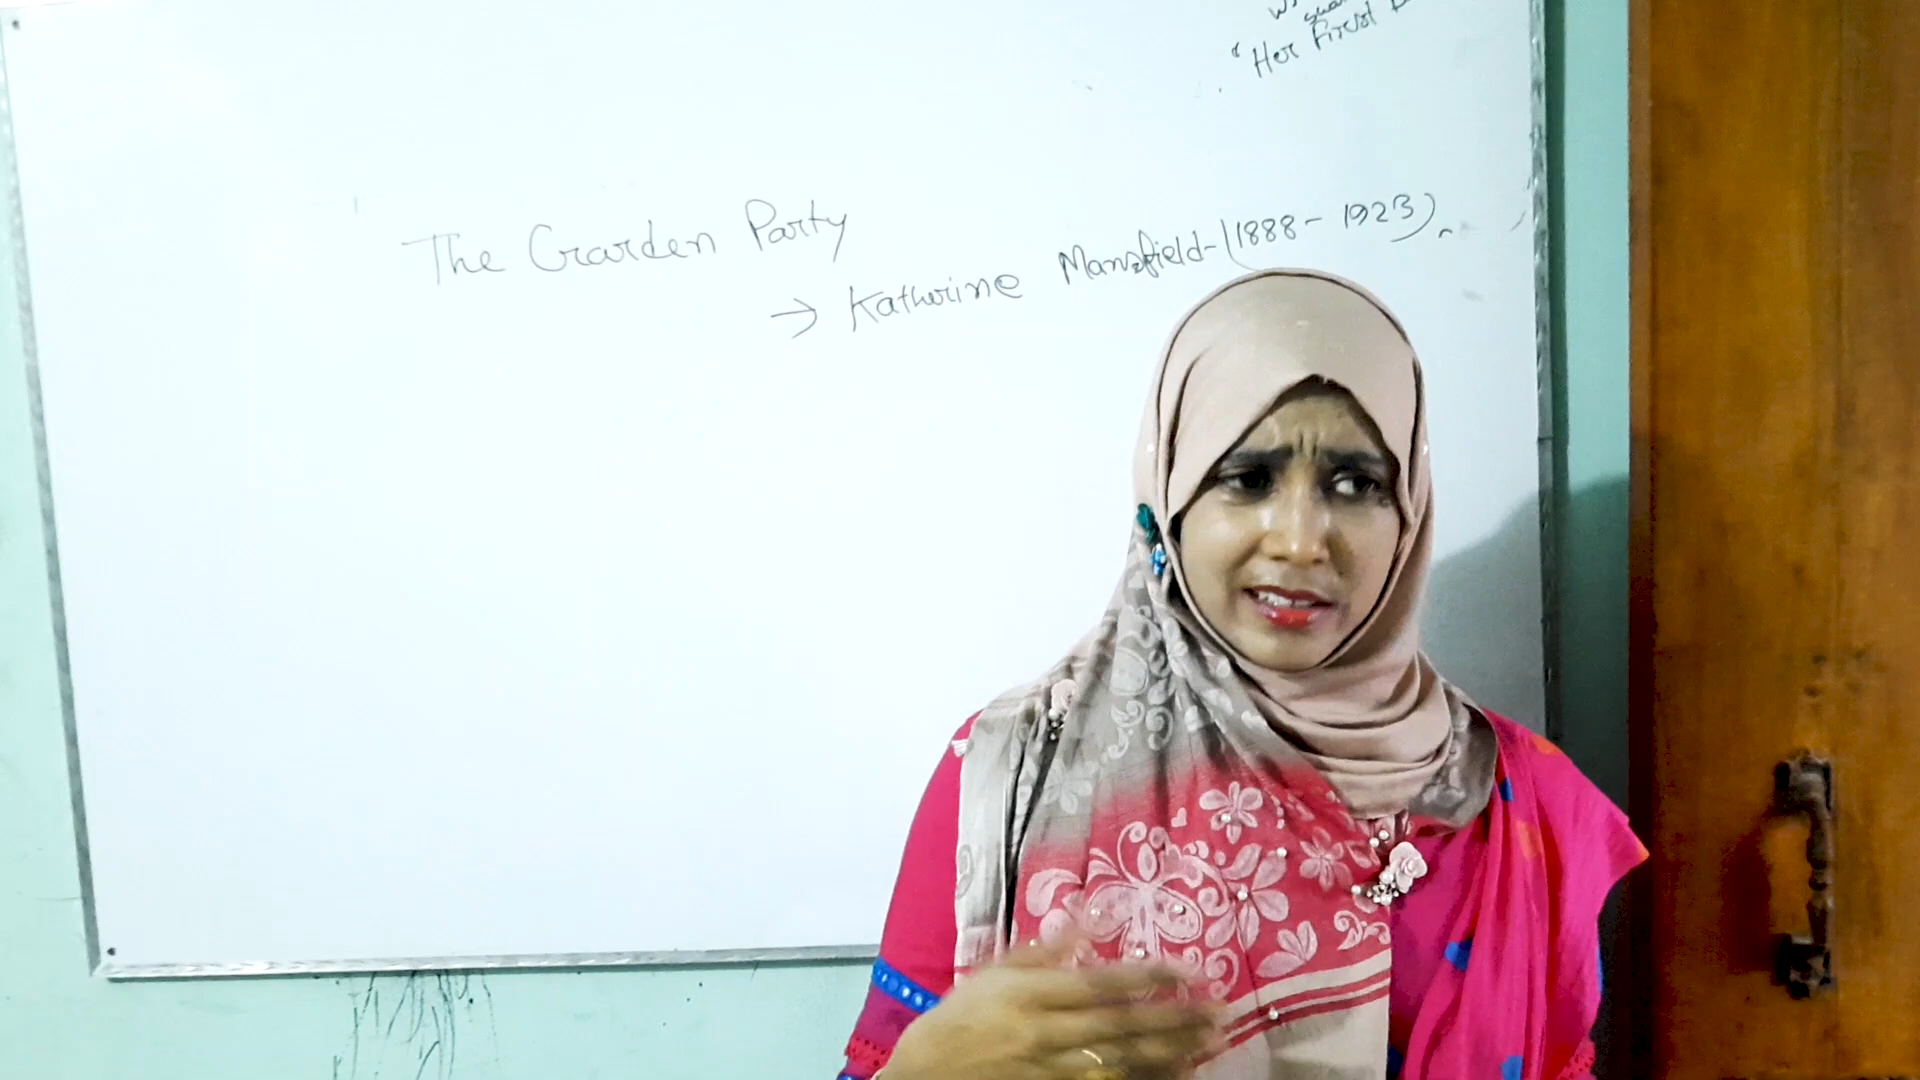 "Her First
The Garden Party
→ Katherine Mansfield-(1888-1923).